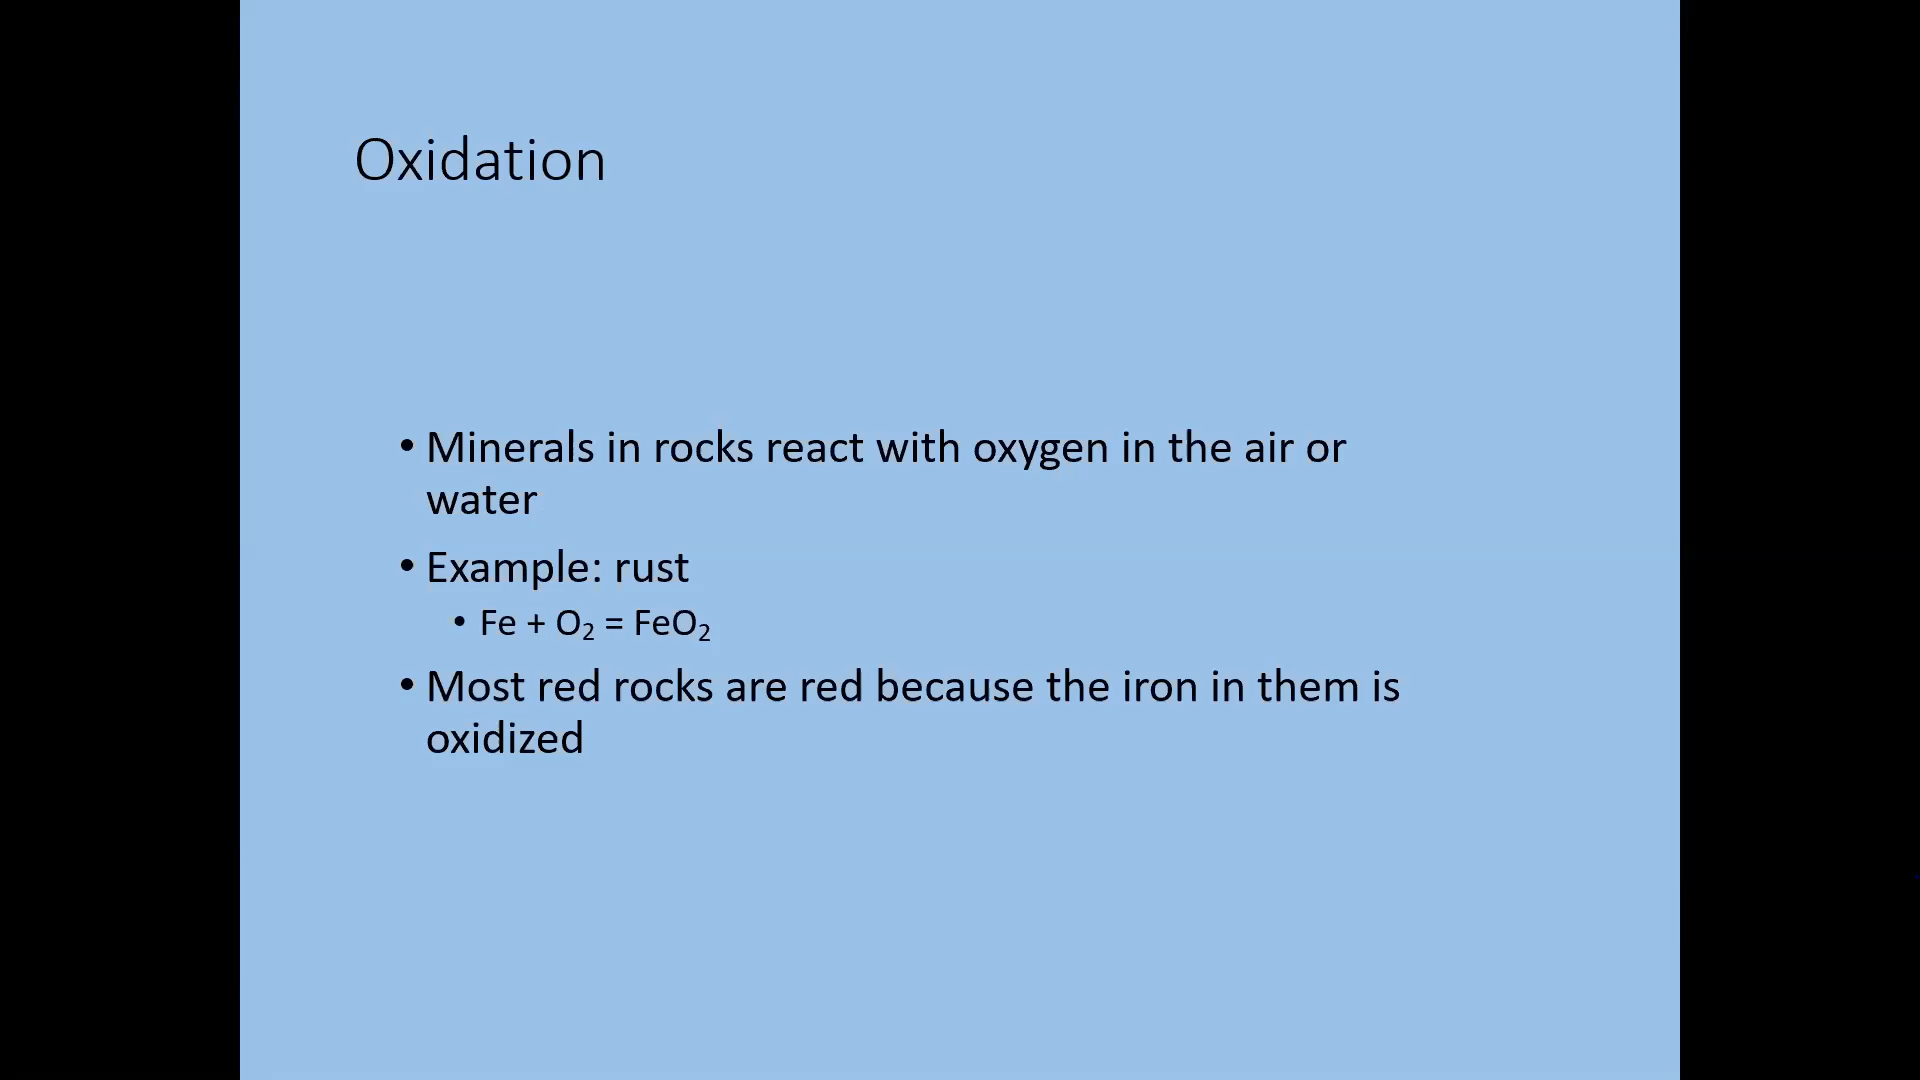 Oxidation
• Minerals in rocks react with oxygen in the air or
water
• Example: rust
• Fe + O₂ = FeO₂
• Most red rocks are red because the iron in them is
oxidized